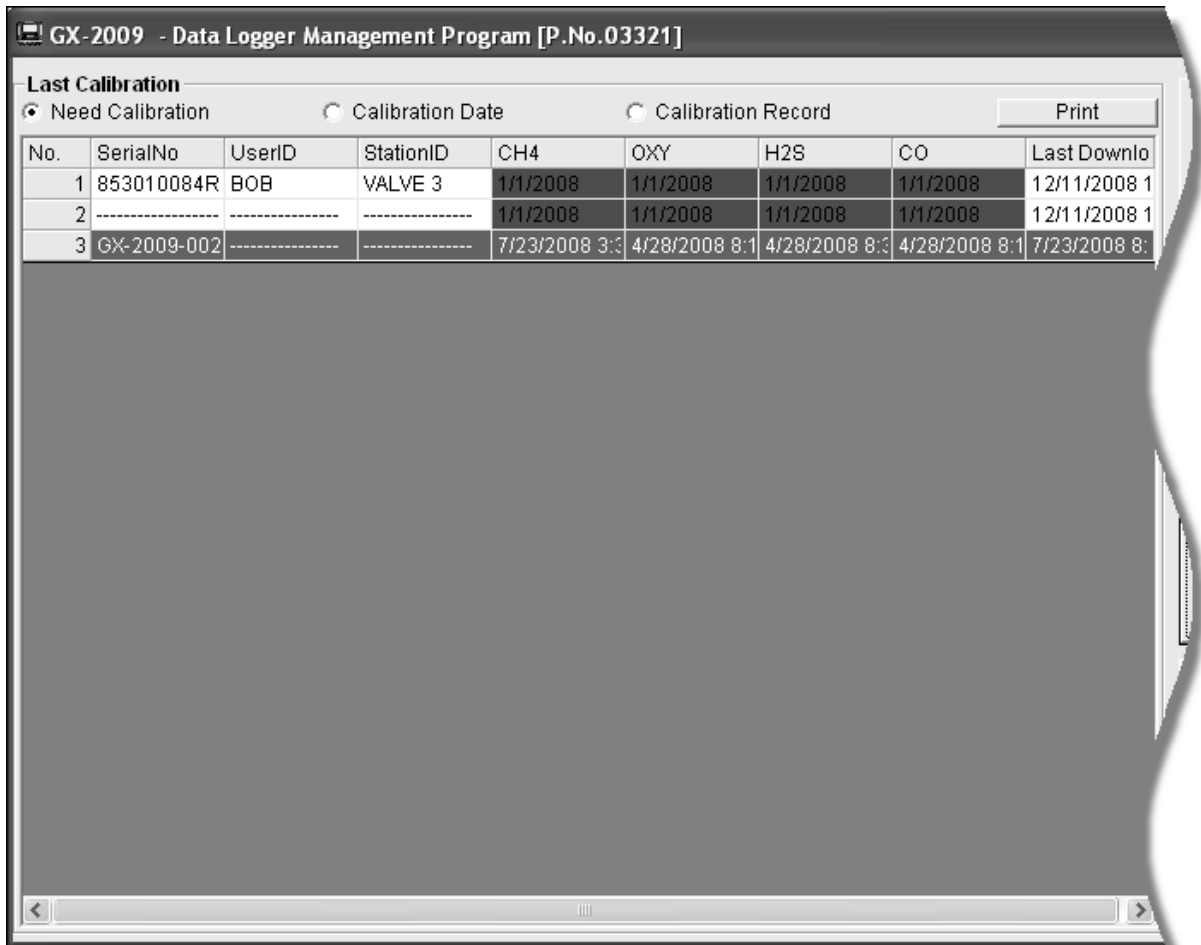 GX-2009 - Data Logger Management Program [P.No.03321]
Last Calibration
Need Calibration Calibration Date Calibration Record Print
No. SerialNo UserID StationID CH4 OXY H2S CO Last Downlo
1 853010084R BOB VALVE 3 1/1/2008 1/1/2008 1/1/2008 1/1/2008 12/11/2008 1
2 ------------------ ---------------- ---------------- 1/1/2008 1/1/2008 1/1/2008 1/1/2008 12/11/2008 1
3 GX-2009-002 ---------------- ---------------- 7/23/2008 3:3 4/28/2008 8:1 4/28/2008 8:3 4/28/2008 8:1 7/23/2008 8: